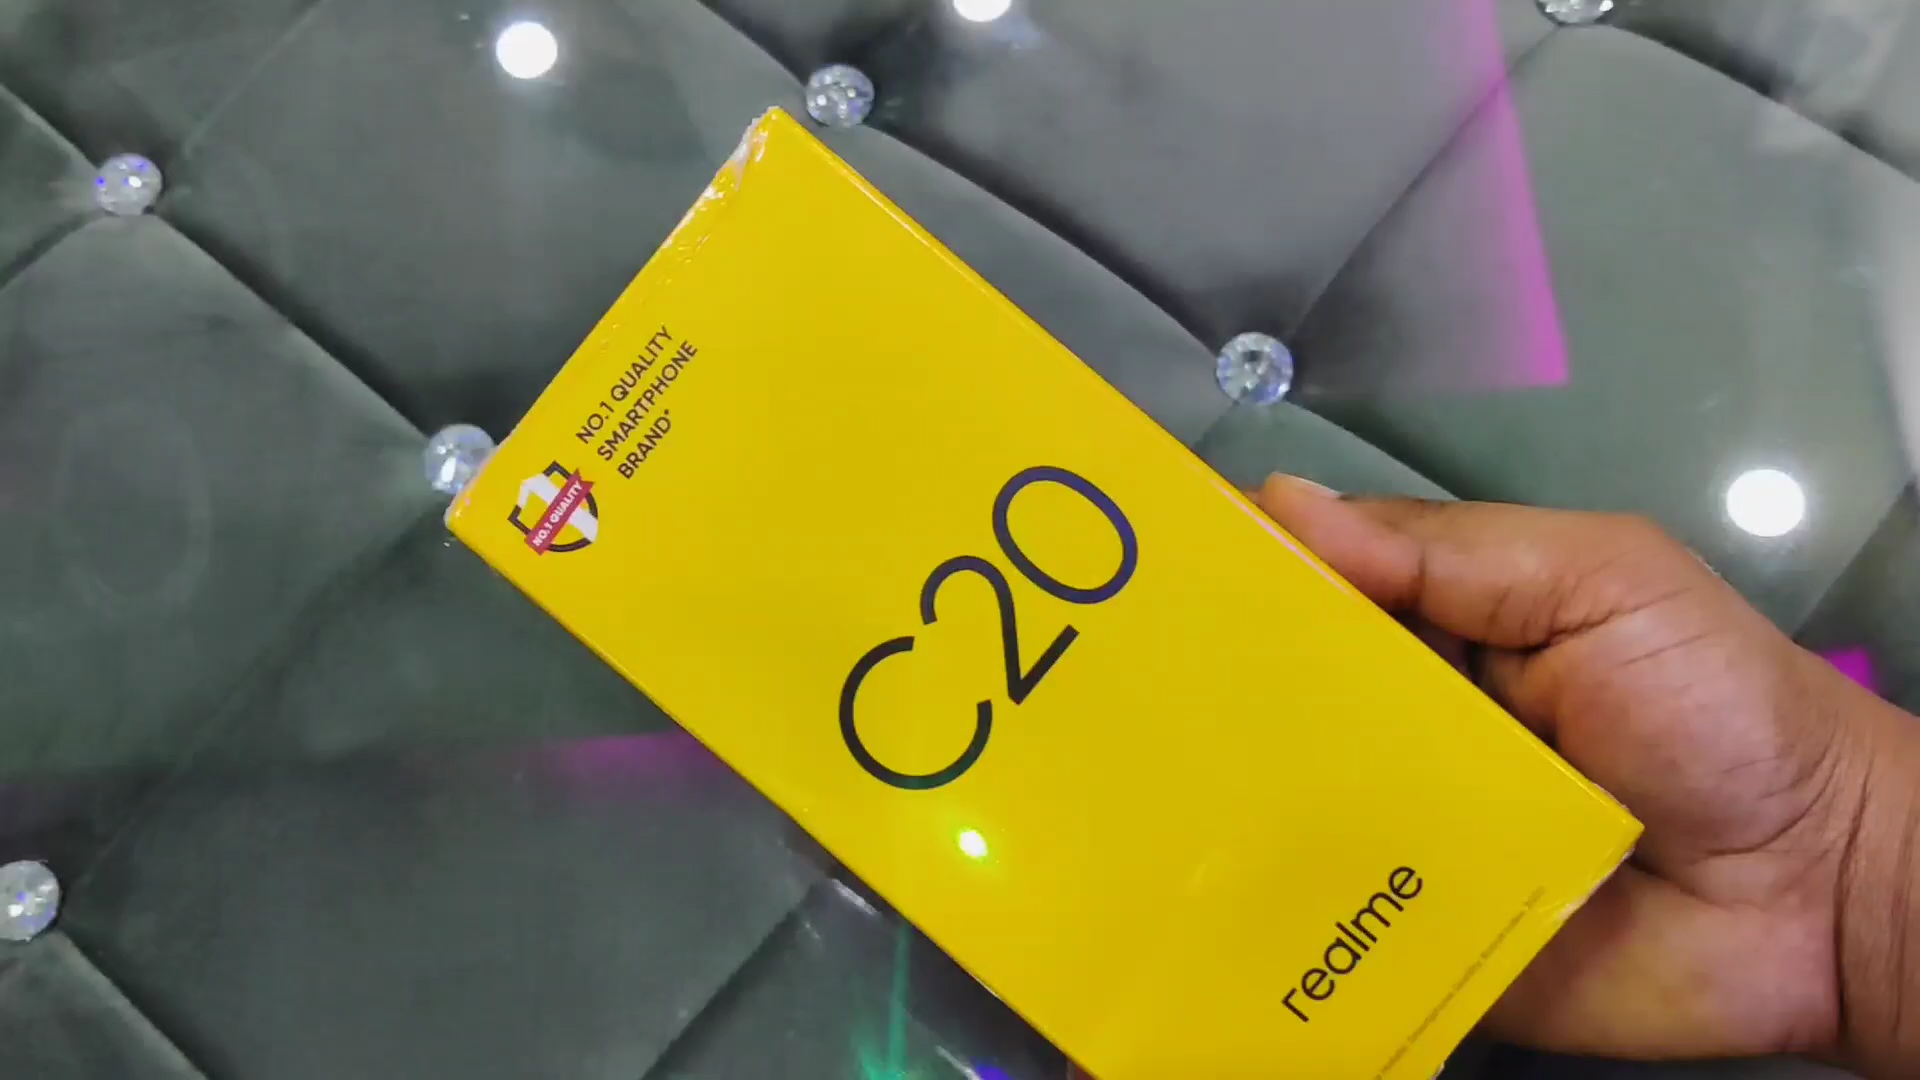 NO.1 QUALITY
SMARTPHONE
BRAND*
NO.1 QUALITY
C20
realme